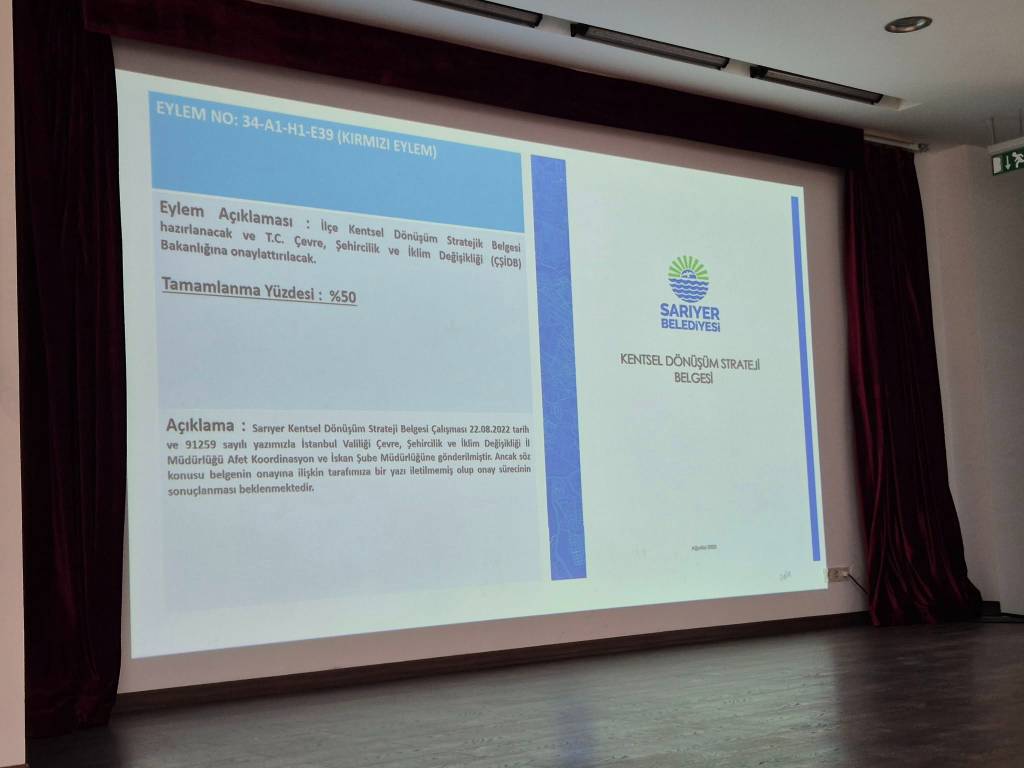 EYLEM NO: 34-A1-H1-E39 (KIRMIZI EYLEM)
Eylem Açıklaması : İlçe Kentsel Dönüşüm Stratejik Belgesi
hazırlanacak ve T.C. Çevre, Şehircilik ve İklim Değişikliği (ÇŞİDB)
Bakanlığına onaylattırılacak.
Tamamlanma Yüzdesi : %50
Açıklama : Sarıyer Kentsel Dönüşüm Strateji Belgesi Çalışması 22.08.2022 tarih
ve 91259 sayılı yazımızla İstanbul Valiliği Çevre, Şehircilik ve İklim Değişikliği İl
Müdürlüğü Afet Koordinasyon ve İskan Şube Müdürlüğüne gönderilmiştir. Ancak söz
konusu belgenin onayına ilişkin tarafımıza bir yazı iletilmemiş olup onay sürecinin
sonuçlanması beklenmektedir.
SARIYER
BELEDİYESİ
KENTSEL DÖNÜŞÜM STRATEJİ
BELGESİ